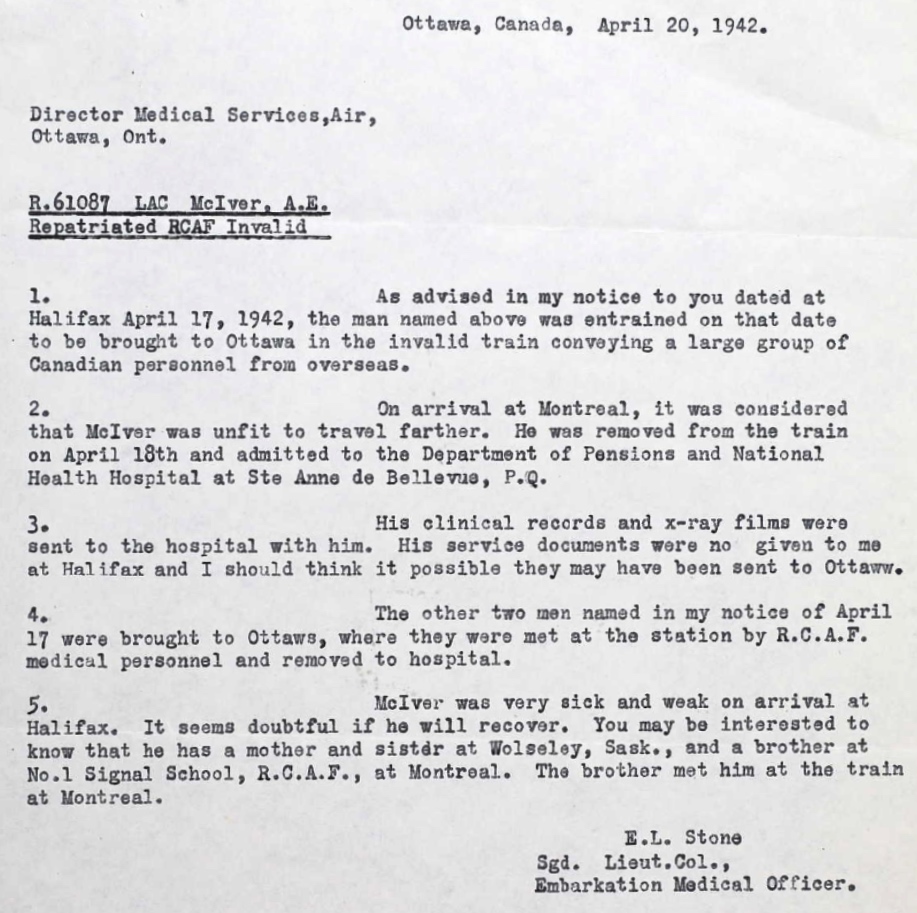 Ottawa, Canada, April 20, 1942.
Director Medical Services,Air,
Ottawa, Ont.
R.61087 LAC McIver, A.E.
Repatriated RCAF Invalid
1. As advised in my notice to you dated at
Halifax April 17, 1942, the man named above was entrained on that date
to be brought to Ottawa in the invalid train conveying a large group of
Canadian personnel from overseas.
2. On arrival at Montreal, it was considered
that McIver was unfit to travel farther. He was removed from the train
on April 18th and admitted to the Department of Pensions and National
Health Hospital at Ste Anne de Bellevue, P.Q.
3. His clinical records and x-ray films were
sent to the hospital with him. His service documents were no given to me
at Halifax and I should think it possible they may have been sent to Ottaww.
4. The other two men named in my notice of April
17 were brought to Ottaws, where they were met at the station by R.C.A.F.
medical personnel and removed to hospital.
5. McIver was very sick and weak on arrival at
Halifax. It seems doubtful if he will recover. You may be interested to
know that he has a mother and sister at Wolseley, Sask., and a brother at
No.1 Signal School, R.C.A.F., at Montreal. The brother met him at the train
at Montreal.
E.L. Stone
Sgd. Lieut.Col.,
Embarkation Medical Officer.